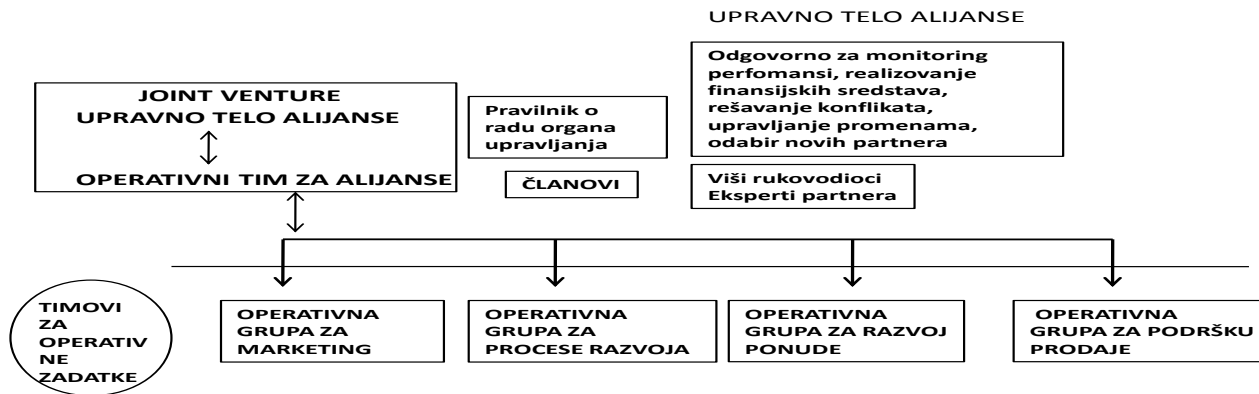 UPRAVNO TELO ALIJANSE
Odgovorno za monitoring
perfomansi, realizovanje
finansijskih sredstava,
rešavanje konflikata,
upravljanje promenama,
odabir novih partnera
JOINT VENTURE
UPRAVNO TELO ALIJANSE
OPERATIVNI TIM ZA ALIJANSE
Pravilnik o
radu organa
upravljanja
ČLANOVI
Viši rukovodioci
Eksperti partnera
TIMOVI
ZA
OPERATIV
NE
ZADATKE
OPERATIVNA
GRUPA ZA
MARKETING
OPERATIVNA
GRUPA ZA
PROCESE RAZVOJA
OPERATIVNA
GRUPA ZA RAZVOJ
PONUDE
OPERATIVNA
GRUPA ZA PODRŠKU
PRODAJE